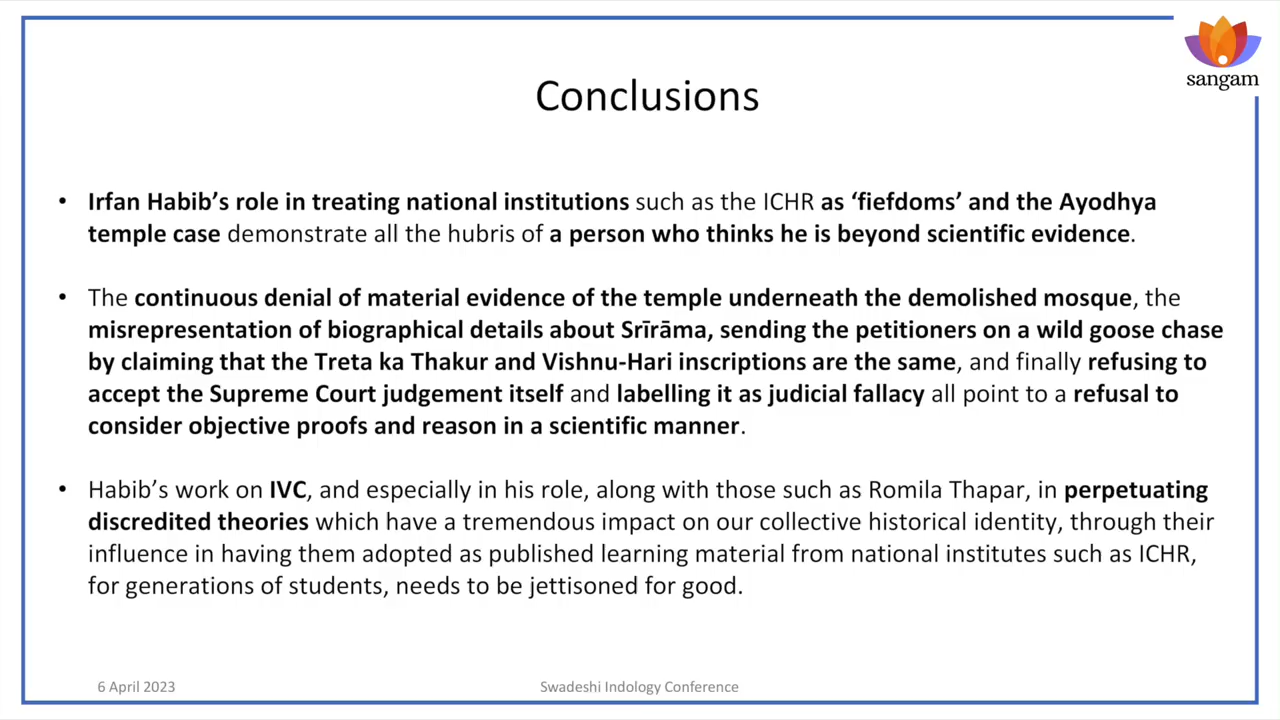 sangam
Conclusions
• Irfan Habib’s role in treating national institutions such as the ICHR as ‘fiefdoms’ and the Ayodhya
temple case demonstrate all the hubris of a person who thinks he is beyond scientific evidence.
• The continuous denial of material evidence of the temple underneath the demolished mosque, the
misrepresentation of biographical details about Srīrāma, sending the petitioners on a wild goose chase
by claiming that the Treta ka Thakur and Vishnu-Hari inscriptions are the same, and finally refusing to
accept the Supreme Court judgement itself and labelling it as judicial fallacy all point to a refusal to
consider objective proofs and reason in a scientific manner.
• Habib’s work on IVC, and especially in his role, along with those such as Romila Thapar, in perpetuating
discredited theories which have a tremendous impact on our collective historical identity, through their
influence in having them adopted as published learning material from national institutes such as ICHR,
for generations of students, needs to be jettisoned for good.
6 April 2023
Swadeshi Indology Conference